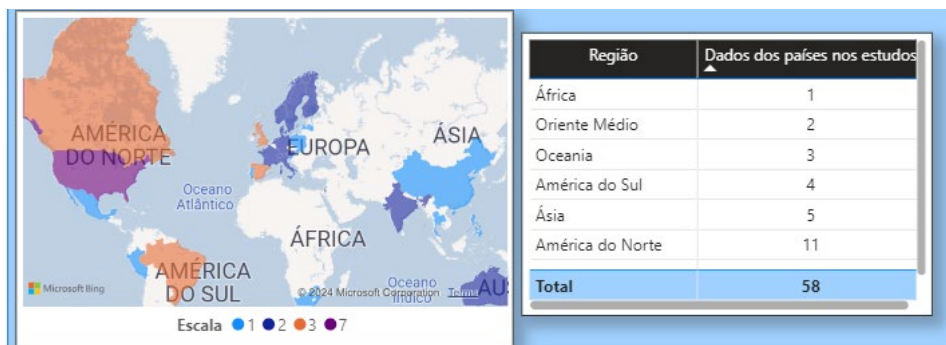 AMÉRICA
DO NORTE
EUROPA
ÁSIA
Oceano
Atlântico
ÁFRICA
AMÉRICA
DO SUL
Oceano
Índico
AU
Microsoft Bing
© 2024 Microsoft Corporation Terms
Escala 1 2 3 7
Região Dados dos países nos estudos
África 1
Oriente Médio 2
Oceania 3
América do Sul 4
Ásia 5
América do Norte 11
Total 58